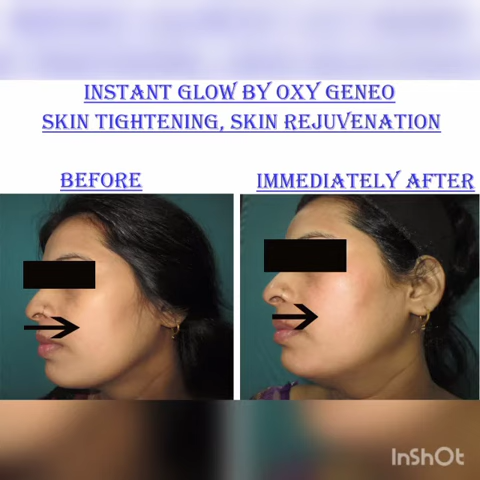 INSTANT GLOW BY OXY GENEO
SKIN TIGHTENING, SKIN REJUVENATION
BEFORE
IMMEDIATELY AFTER
InShOt